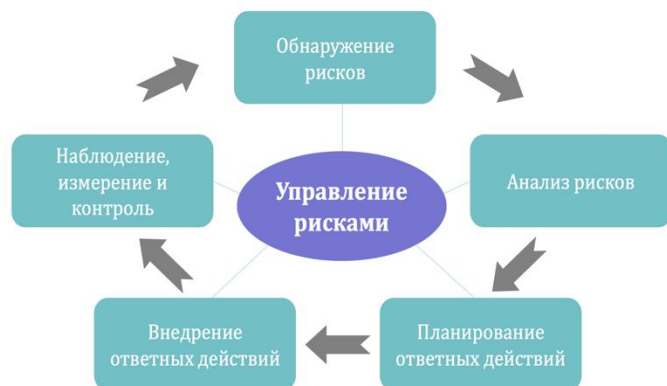 Обнаружение
рисков
Наблюдение,
измерение и
контроль
Управление
рисками
Анализ рисков
Внедрение
ответных действий
Планирование
ответных действий